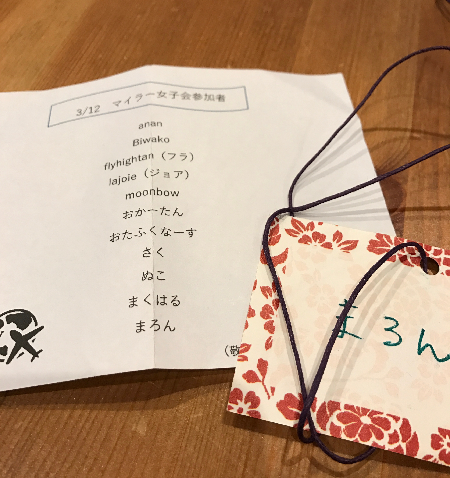 3/12 マイラー女子会参加者
anan
Biwako
flyhightan（フラ）
lajoie（ジョア）
moonbow
おかーたん
おたふくなーす
さく
ぬこ
まくはる
まろん
（敬
まろん